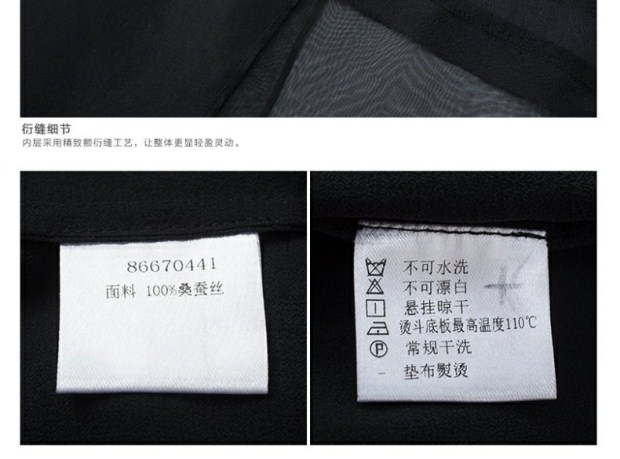 衍缝细节
内层采用精致额衍缝工艺，让整体更显轻盈灵动。
86670441
面料 100%桑蚕丝
不可水洗
不可漂白
悬挂晾干
烫斗底板最高温度110℃
P 常规干洗
- 垫布熨烫